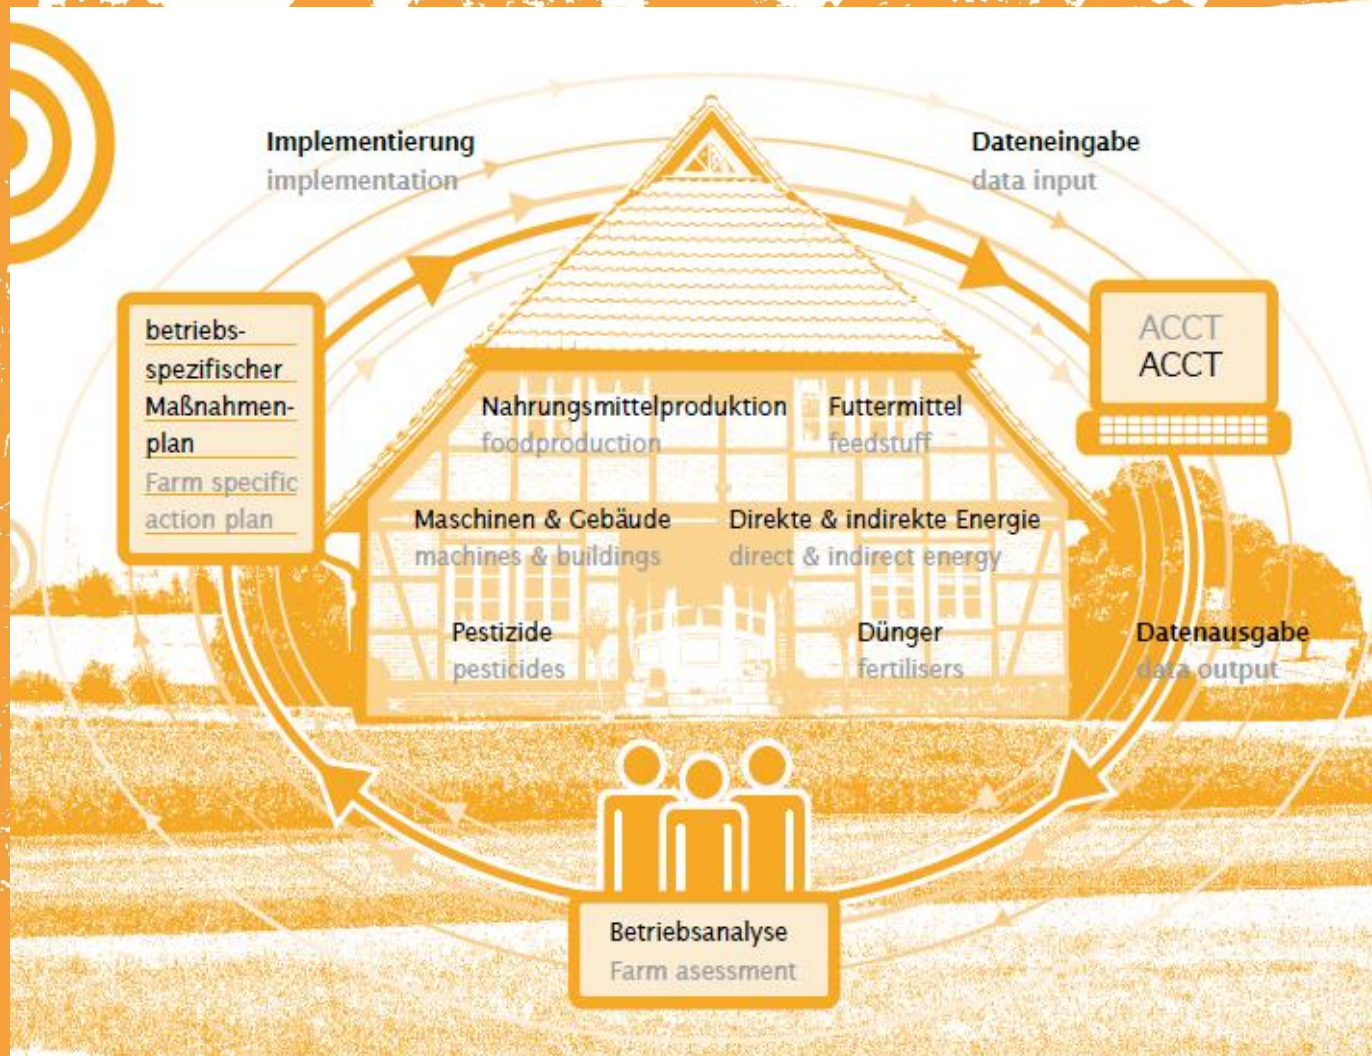 Implementierung
implementation
Dateneingabe
data input
betriebs-
spezifischer
Maßnahmen-
plan
Farm specific
action plan
ACCT
ACCT
Nahrungsmittelproduktion
foodproduction
Futtermittel
feedstuff
Maschinen & Gebäude
machines & buildings
Direkte & indirekte Energie
direct & indirect energy
Pestizide
pesticides
Dünger
fertilisers
Datenausgabe
data output
Betriebsanalyse
Farm asessment